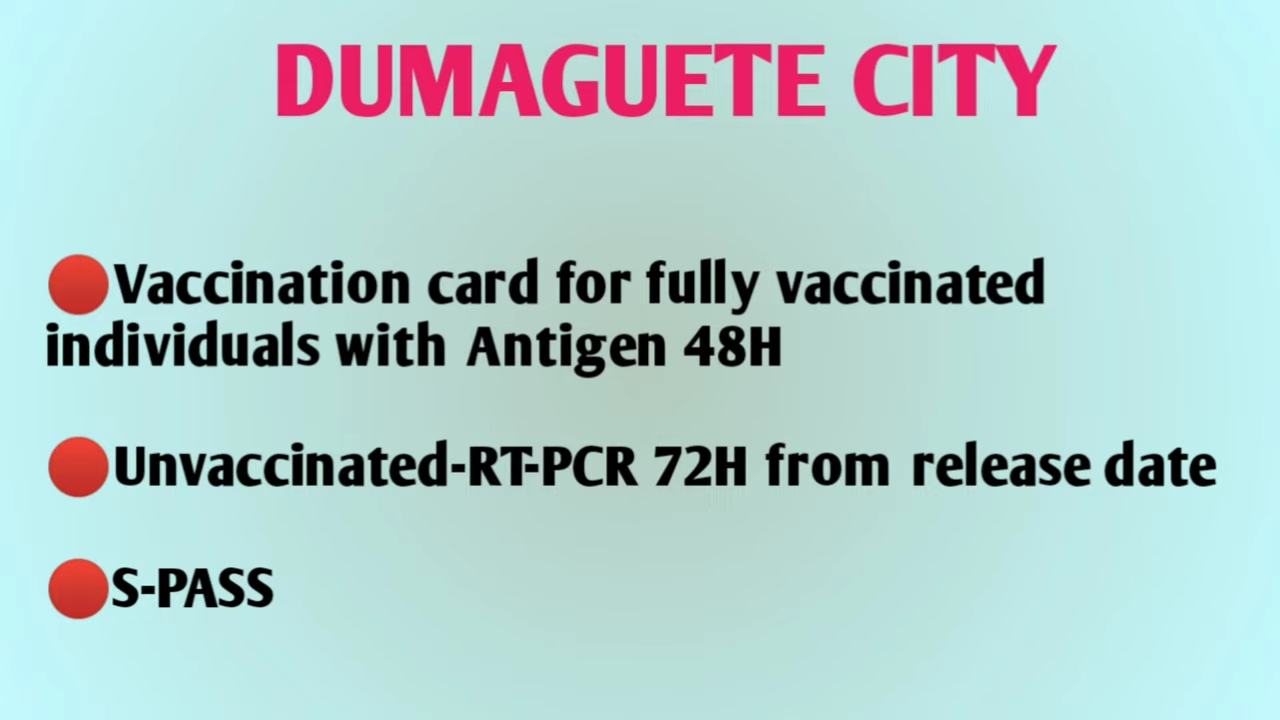 DUMAGUETE CITY
🔴Vaccination card for fully vaccinated
individuals with Antigen 48H
🔴Unvaccinated-RT-PCR 72H from release date
🔴S-PASS